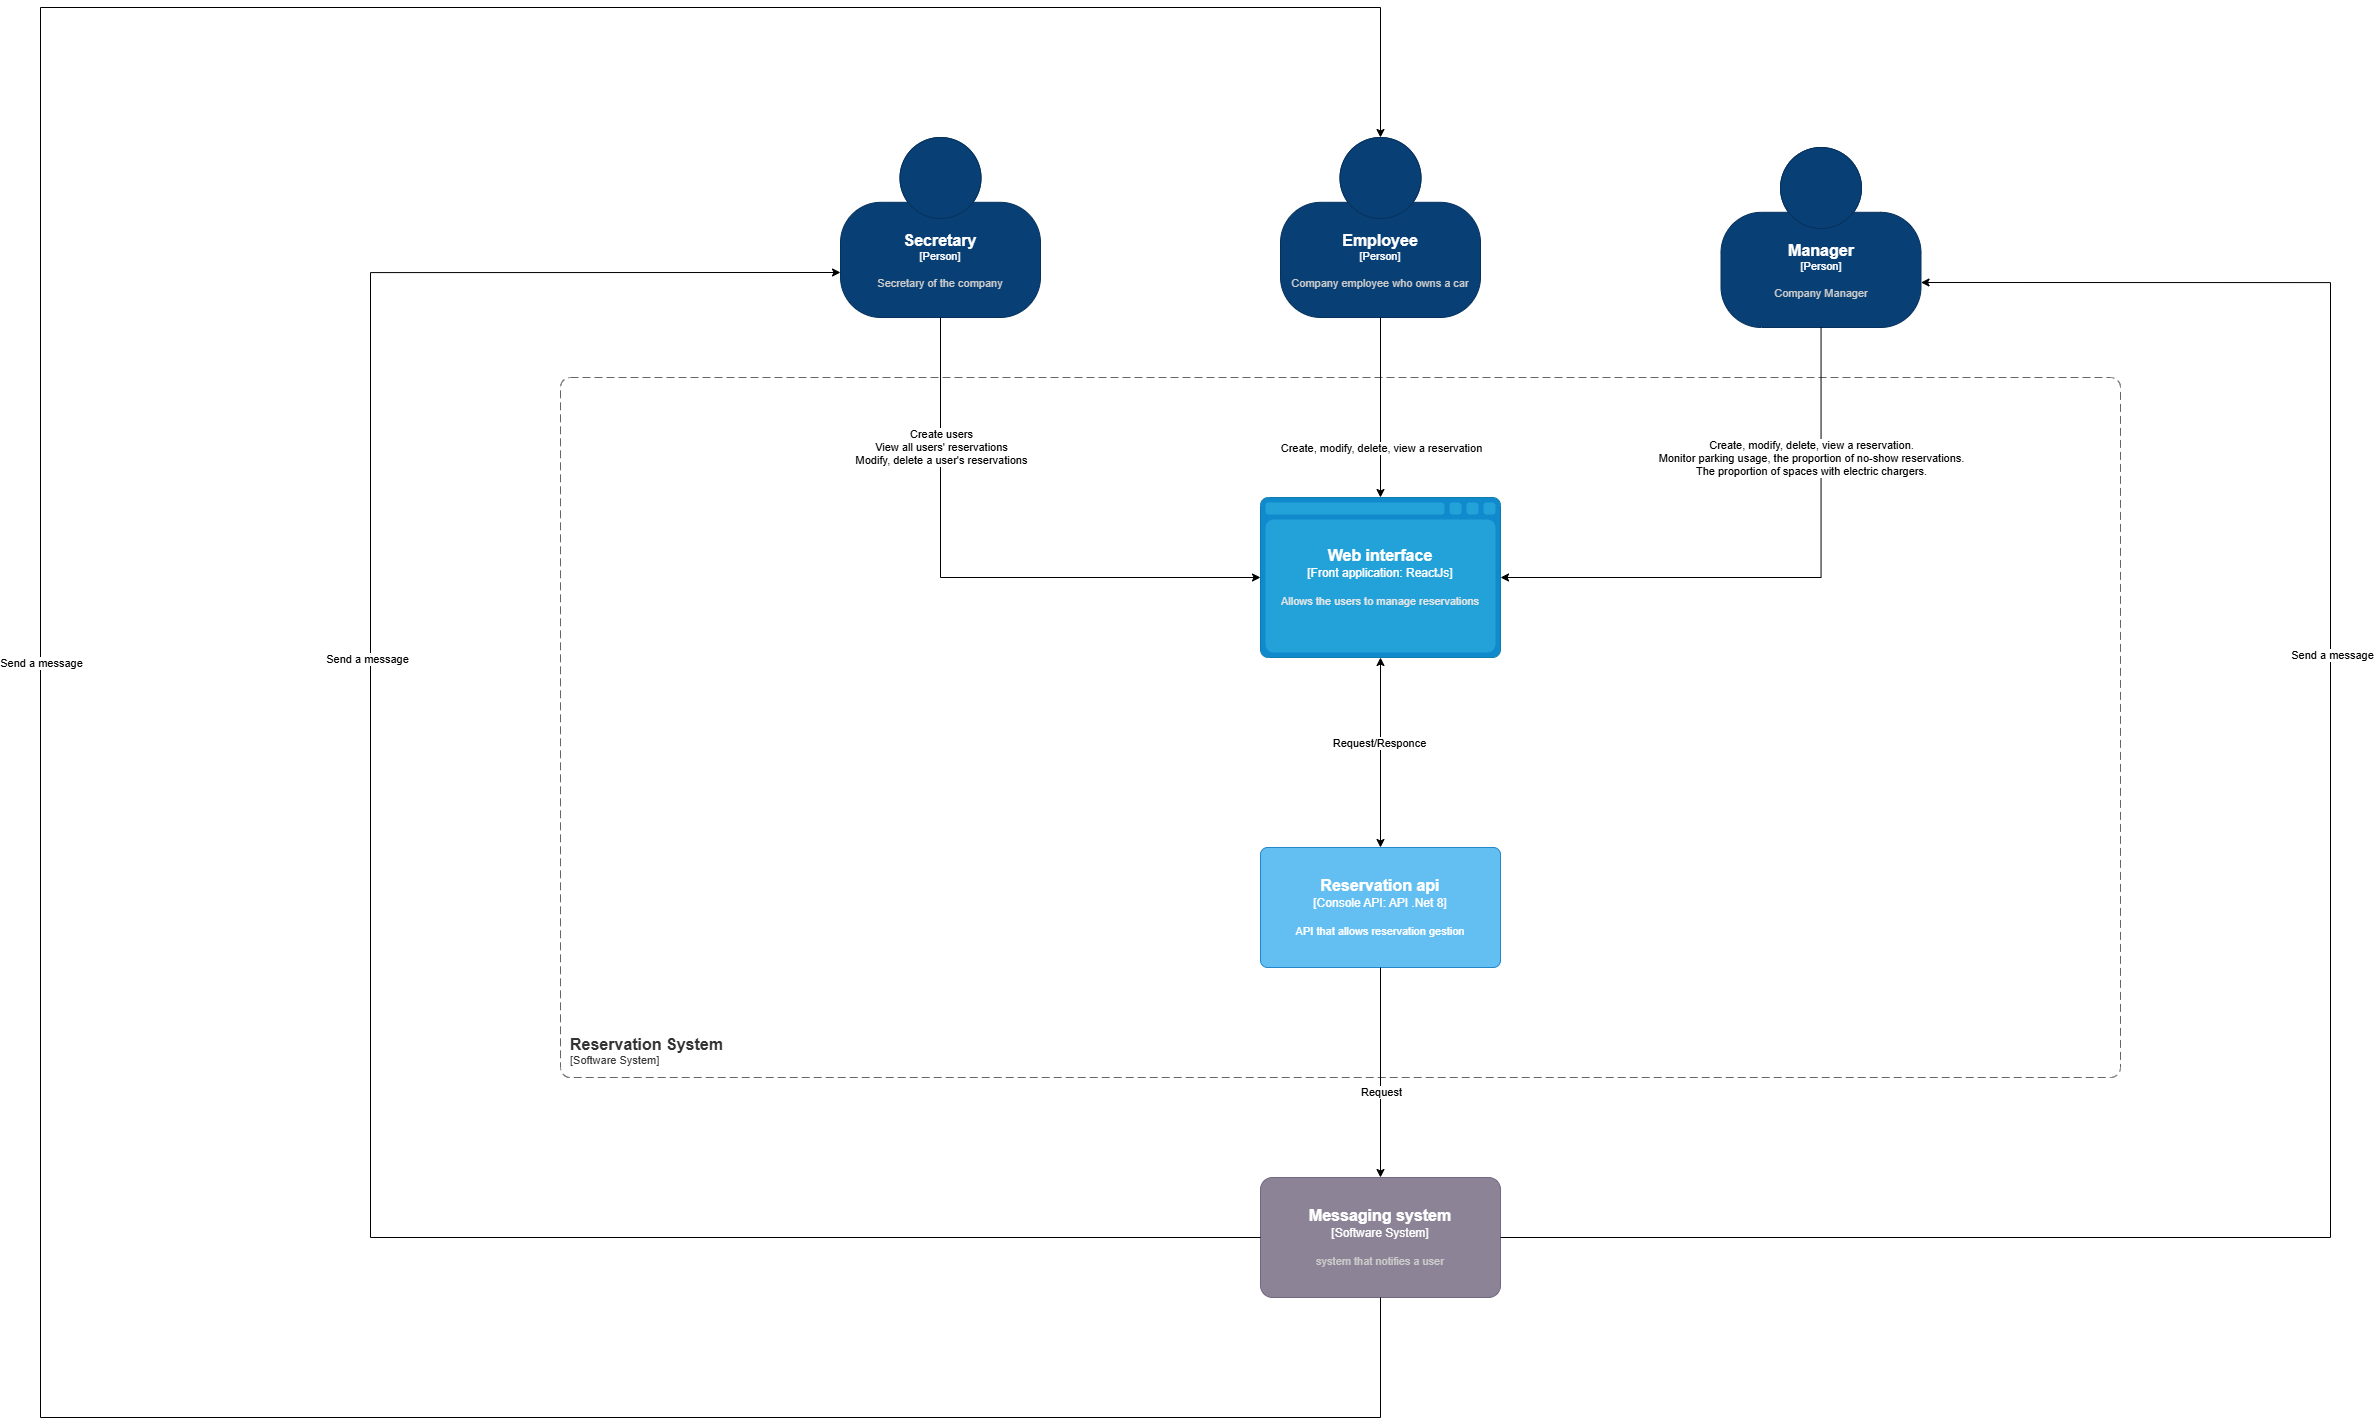 Secretary
[Person]
Secretary of the company
Employee
[Person]
Company employee who owns a car
Manager
[Person]
Company Manager
Create users
View all users' reservations
Modify, delete a user's reservations
Create, modify, delete, view a reservation
Create, modify, delete, view a reservation.
Monitor parking usage, the proportion of no-show reservations.
The proportion of spaces with electric chargers.
Web interface
[Front application: ReactJs]
Allows the users to manage reservations
Send a message
Send a message
Send a message
Request/Responce
Reservation api
[Console API: API .Net 8]
API that allows reservation gestion
Reservation System
[Software System]
Request
Messaging system
[Software System]
system that notifies a user